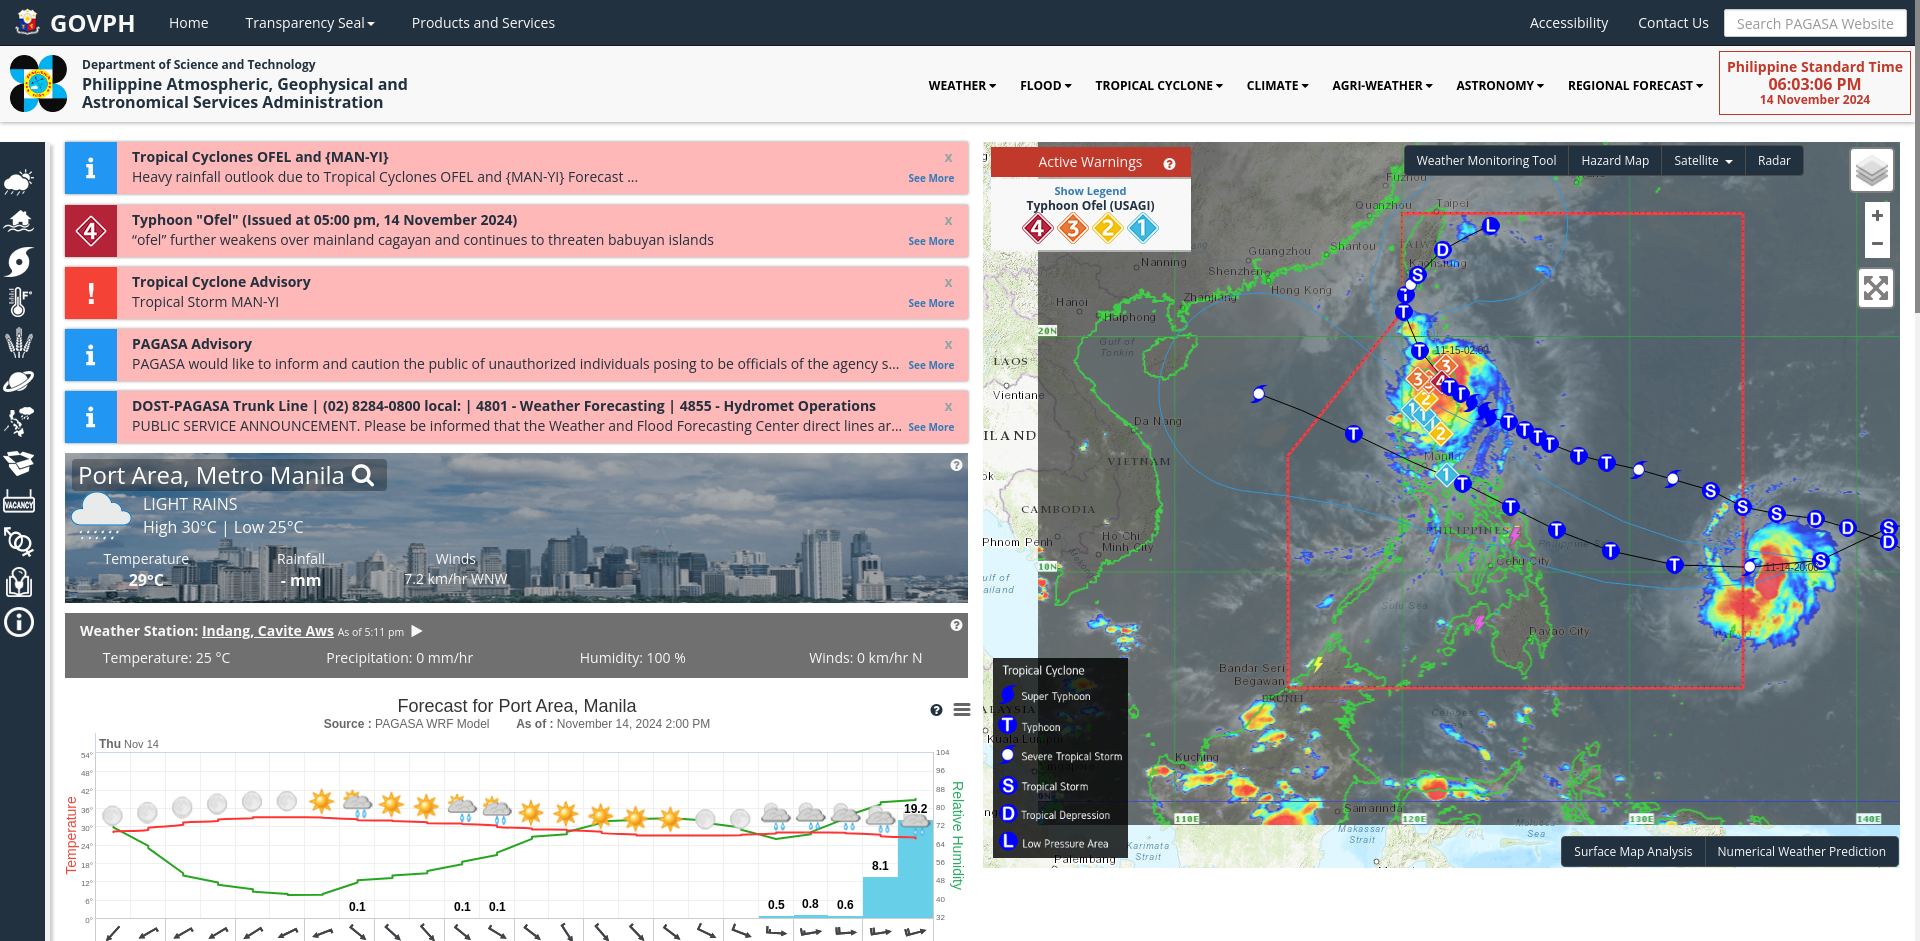 GOVPH
Home
Transparency Seal
Products and Services
Accessibility
Contact Us
Search PAGASA Website
Department of Science and Technology
Philippine Atmospheric, Geophysical and
Astronomical Services Administration
WEATHER
FLOOD
TROPICAL CYCLONE
CLIMATE
AGRI-WEATHER
ASTRONOMY
REGIONAL FORECAST
Philippine Standard Time
06:03:06 PM
14 November 2024
Tropical Cyclones OFEL and {MAN-YI}
x
Heavy rainfall outlook due to Tropical Cyclones OFEL and {MAN-YI} Forecast ...
See More
4
Typhoon "Ofel" (Issued at 05:00 pm, 14 November 2024)
x
“ofel” further weakens over mainland cagayan and continues to threaten babuyan islands
See More
Tropical Cyclone Advisory
x
Tropical Storm MAN-YI
See More
PAGASA Advisory
x
PAGASA would like to inform and caution the public of unauthorized individuals posing to be officials of the agency s...
See More
DOST-PAGASA Trunk Line | (02) 8284-0800 local: | 4801 - Weather Forecasting | 4855 - Hydromet Operations
x
PUBLIC SERVICE ANNOUNCEMENT. Please be informed that the Weather and Flood Forecasting Center direct lines ar...
See More
VACANCY
Port Area, Metro Manila
LIGHT RAINS
High 30°C | Low 25°C
Temperature
Rainfall
Winds
29°C
- mm
7.2 km/hr WNW
Weather Station: Indang, Cavite Aws As of 5:11 pm
Temperature: 25 °C
Precipitation: 0 mm/hr
Humidity: 100 %
Winds: 0 km/hr N
Forecast for Port Area, Manila
Source : PAGASA WRF Model
As of : November 14, 2024 2:00 PM
Thu Nov 14
54°
48°
42°
36°
30°
24°
18°
12°
6°
0°
Temperature
104
96
88
80
72
64
56
48
40
32
Relative Humidity
0.1
0.1
0.1
0.5
0.8
0.6
8.1
19.2
Active Warnings
Show Legend
Typhoon Ofel (USAGI)
4
3
2
1
Weather Monitoring Tool
Hazard Map
Satellite
Radar
+
−
Fuzhou
Taipei
Quanzhou
Guangzhou
Shantou
TAIWAN
Kaohsiung
Nanning
Shenzhen
Hong Kong
Zhanjiang
Hanoi
Haiphong
20N
Gulf of
Tonkin
LAOS
Vientiane
11-15-02:00
Da Nang
VIETNAM
Manila
CAMBODIA
Phnom Penh
Ho Chi
Minh City
PHILIPPINES
Philippine Sea
10N
Cebu City
11-14-20:00
Sulu Sea
Davao City
PALAU
Bandar Seri
Begawan
BRUNEI
Celebes
Sea
Kuala Lumpur
Kuching
Samarinda
110E
120E
130E
140E
Makassar
Strait
Molucca
Sea
Karimata
Strait
Palembang
Tropical Cyclone
Super Typhoon
T Typhoon
Severe Tropical Storm
S Tropical Storm
D Tropical Depression
L Low Pressure Area
Surface Map Analysis
Numerical Weather Prediction